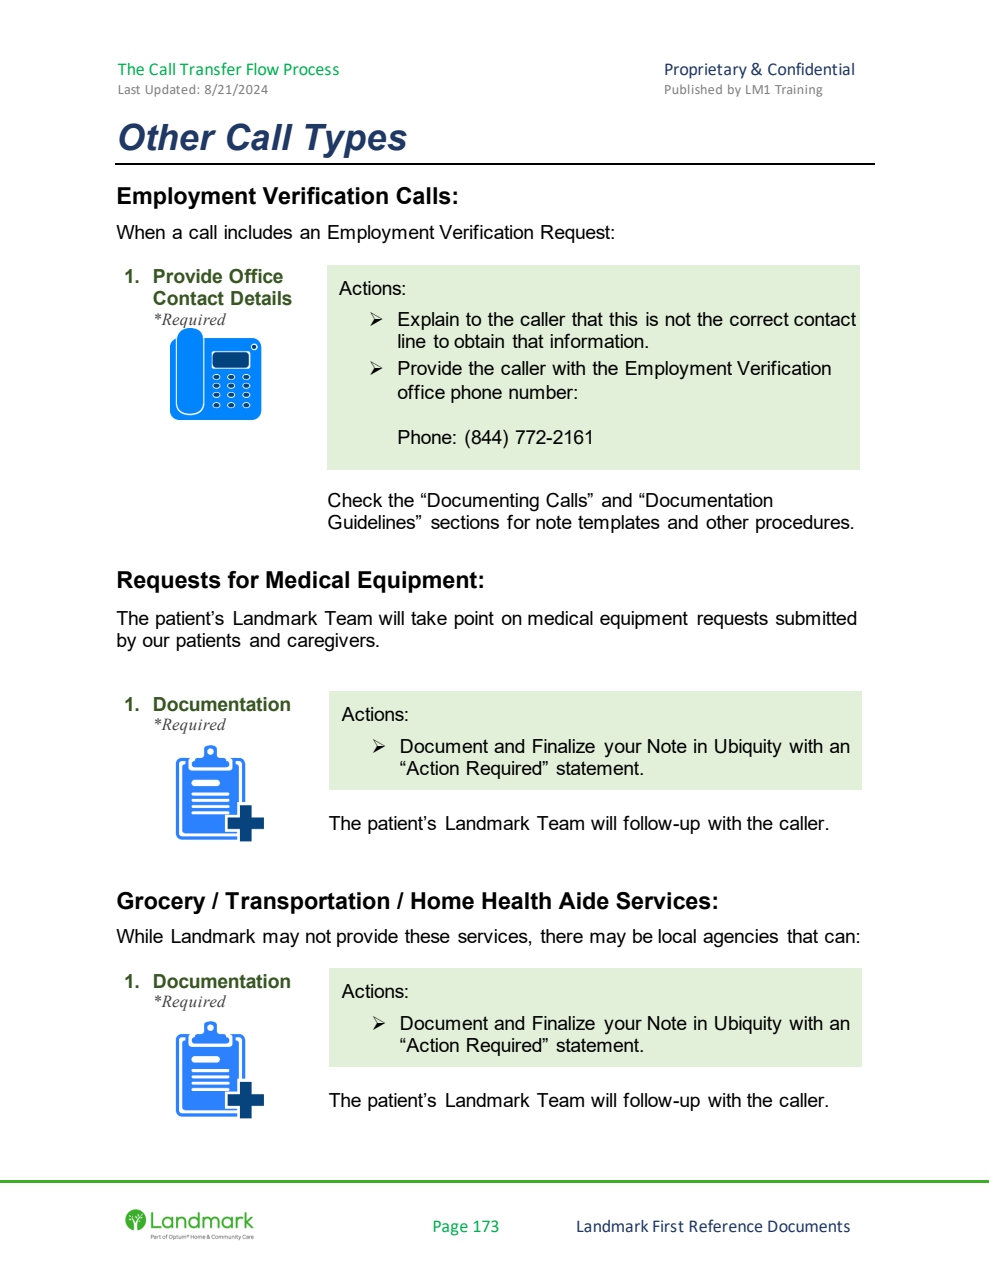 The Call Transfer Flow Process
Proprietary & Confidential
Last Updated: 8/21/2024
Published by LM1 Training
Other Call Types
Employment Verification Calls:
When a call includes an Employment Verification Request:
1. Provide Office
Contact Details
*Required
Actions:
➢ Explain to the caller that this is not the correct contact
line to obtain that information.
➢ Provide the caller with the Employment Verification
office phone number:
Phone: (844) 772-2161
Check the “Documenting Calls” and “Documentation
Guidelines” sections for note templates and other procedures.
Requests for Medical Equipment:
The patient’s Landmark Team will take point on medical equipment requests submitted
by our patients and caregivers.
1. Documentation
*Required
Actions:
➢ Document and Finalize your Note in Ubiquity with an
“Action Required” statement.
The patient’s Landmark Team will follow-up with the caller.
Grocery / Transportation / Home Health Aide Services:
While Landmark may not provide these services, there may be local agencies that can:
1. Documentation
*Required
Actions:
➢ Document and Finalize your Note in Ubiquity with an
“Action Required” statement.
The patient’s Landmark Team will follow-up with the caller.
Landmark
Part of Optum® Home & Community Care
Page 173
Landmark First Reference Documents